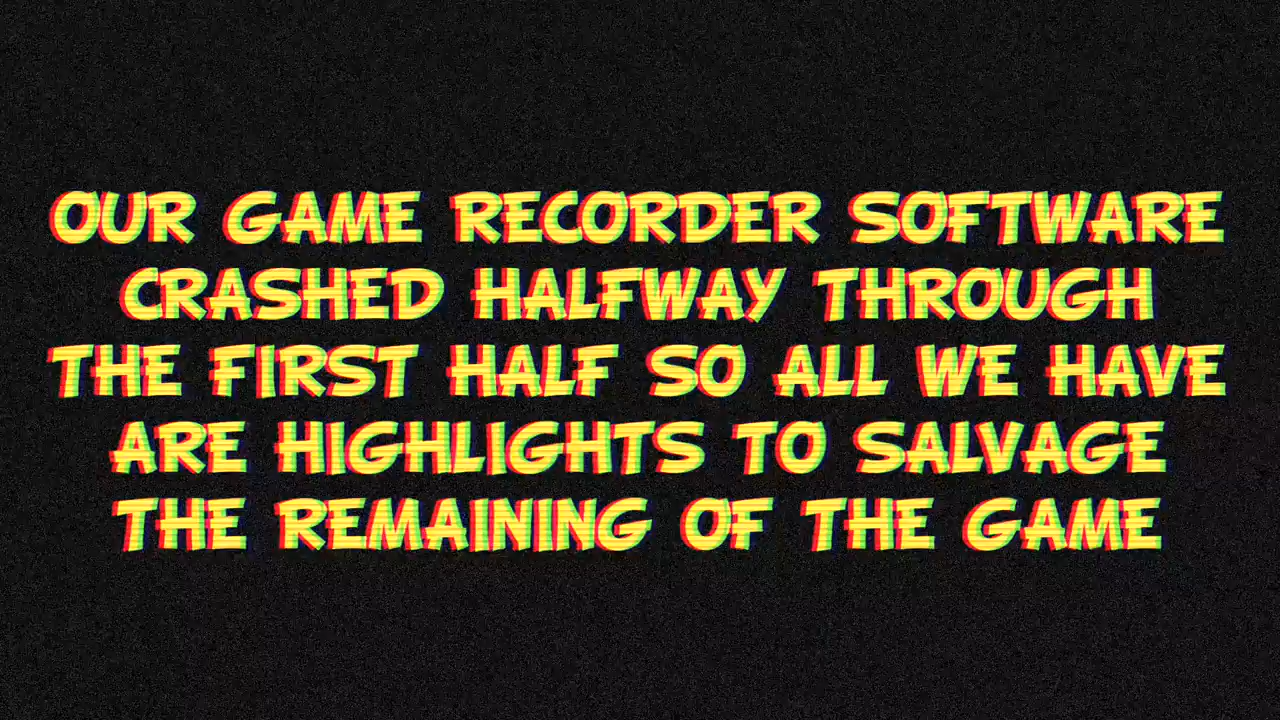 OUR GAME RECORDER SOFTWARE
CRASHED HALFWAY THROUGH
THE FIRST HALF SO ALL WE HAVE
ARE HIGHLIGHTS TO SALVAGE
THE REMAINING OF THE GAME